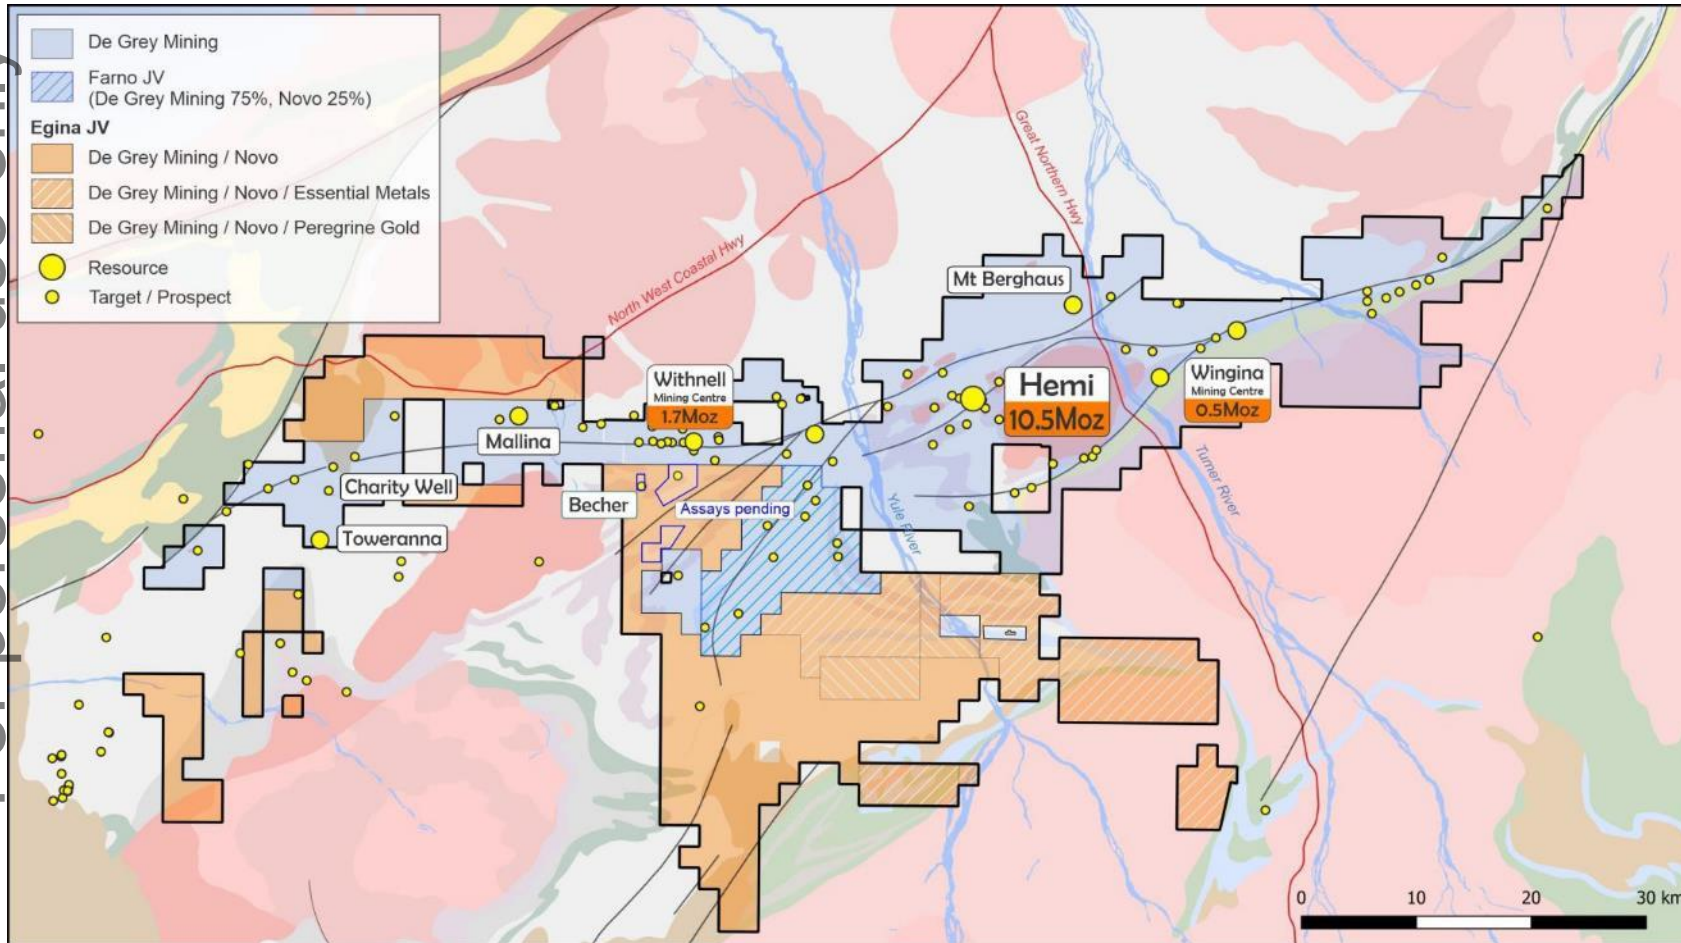 De Grey Mining
Farno JV
(De Grey Mining 75%, Novo 25%)
Egina JV
De Grey Mining / Novo
De Grey Mining / Novo / Essential Metals
De Grey Mining / Novo / Peregrine Gold
Resource
Target / Prospect
Great Northern Hwy
North West Coastal Hwy
Mt Berghaus
Withnell
Mining Centre
1.7Moz
Hemi
10.5Moz
Wingina
Mining Centre
0.5Moz
Mallina
Charity Well
Becher
Assays pending
Toweranna
Yule River
Turner River
0 10 20 30 km